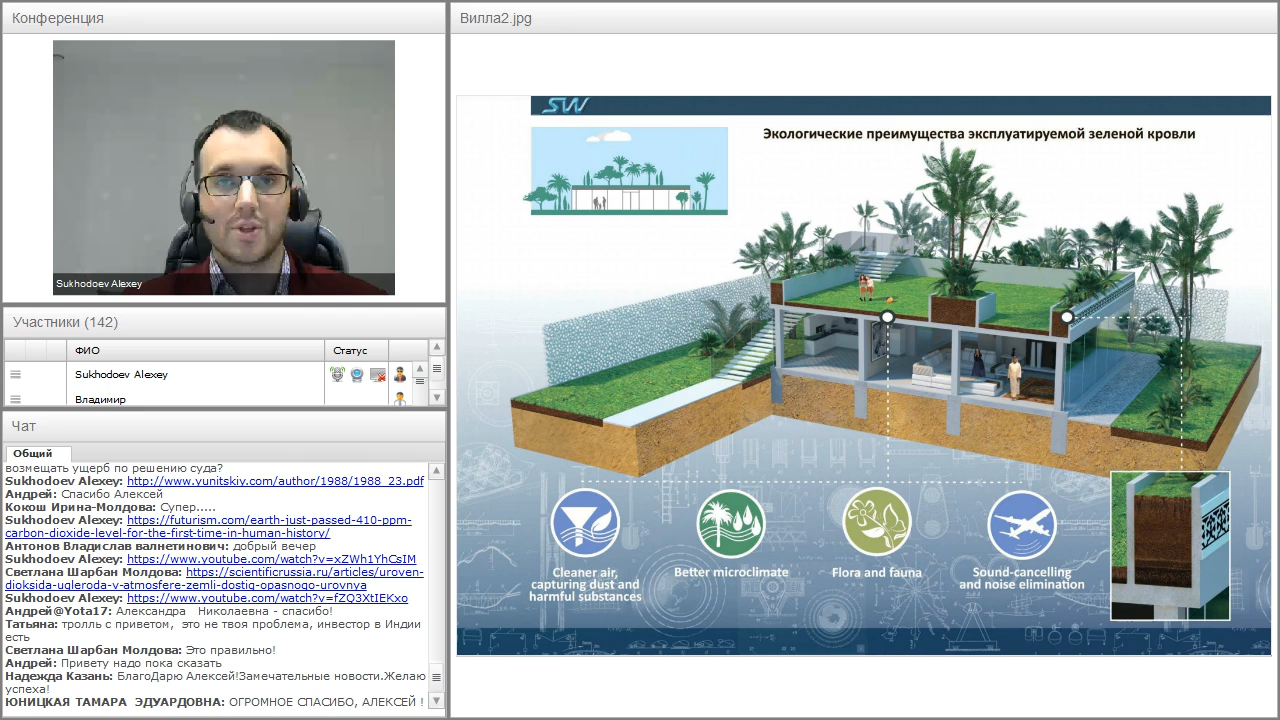 Конференция
Sukhodoev Alexey
Участники (142)
ФИО
Статус
Sukhodoev Alexey
Владимир
Чат
Общий
возмещать ущерб по решению суда?
Sukhodoev Alexey: http://www.yunitskiy.com/author/1988/1988_23.pdf
Андрей: Спасибо Алексей
Кокош Ирина-Молдова: Супер.....
Sukhodoev Alexey: https://futurism.com/earth-just-passed-410-ppm-
carbon-dioxide-level-for-the-first-time-in-human-history/
Антонов Владислав валнетинович: добрый вечер
Sukhodoev Alexey: https://www.youtube.com/watch?v=xZWh1YhCsIM
Светлана Шарбан Молдова: https://scientificrussia.ru/articles/uroven-
dioksida-ugleroda-v-atmosfere-zemli-dostig-opasnogo-urovnya
Sukhodoev Alexey: https://www.youtube.com/watch?v=fZQ3X0tEKxo
Андрей@Yota17: Александра Николаевна - спасибо!
Татьяна: тролль с приветом, это не твоя проблема, инвестор в Индии
есть
Светлана Шарбан Молдова: Это правильно!
Андрей: Привету надо пока сказать
Надежда Казань: БлагоДарю Алексей!Замечательные новости.Желаю
успеха!
ЮНИЦКАЯ ТАМАРА ЭДУАРДОВНА: ОГРОМНОЕ СПАСИБО, АЛЕКСЕЙ !
Вилла2.jpg
SW
Экологические преимущества эксплуатируемой зеленой кровли
Cleaner air,
capturing dust and
harmful substances
Better microclimate
Flora and fauna
Sound-cancelling
and noise elimination